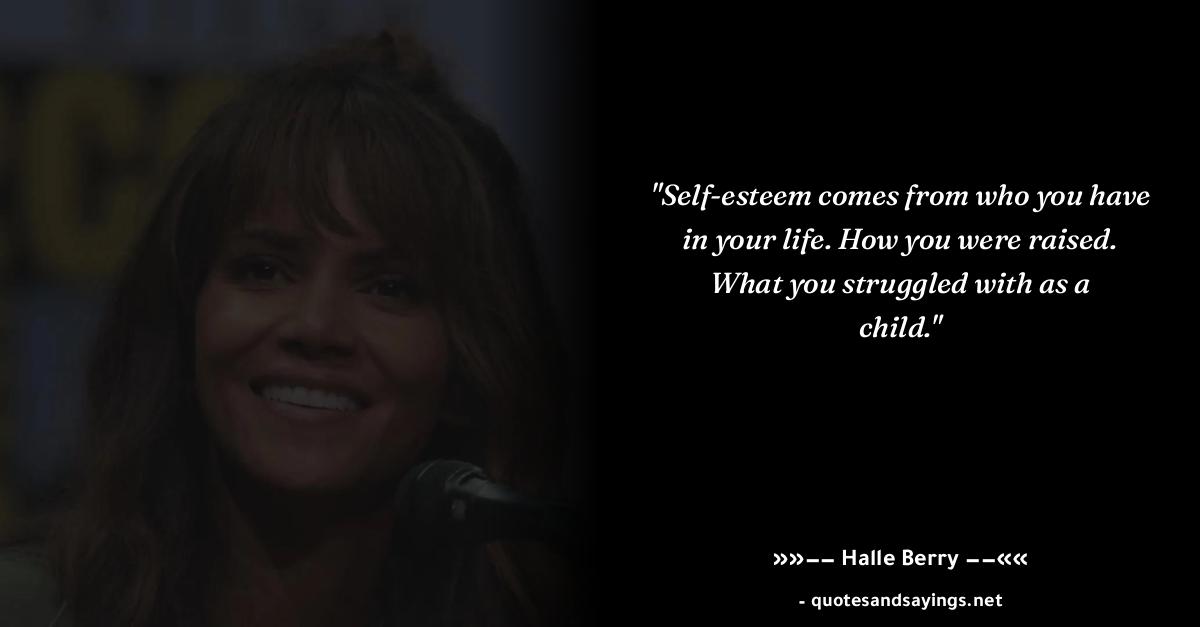 "Self-esteem comes from who you have
in your life. How you were raised.
What you struggled with as a
child."
»»–– Halle Berry ––««
- quotesandsayings.net